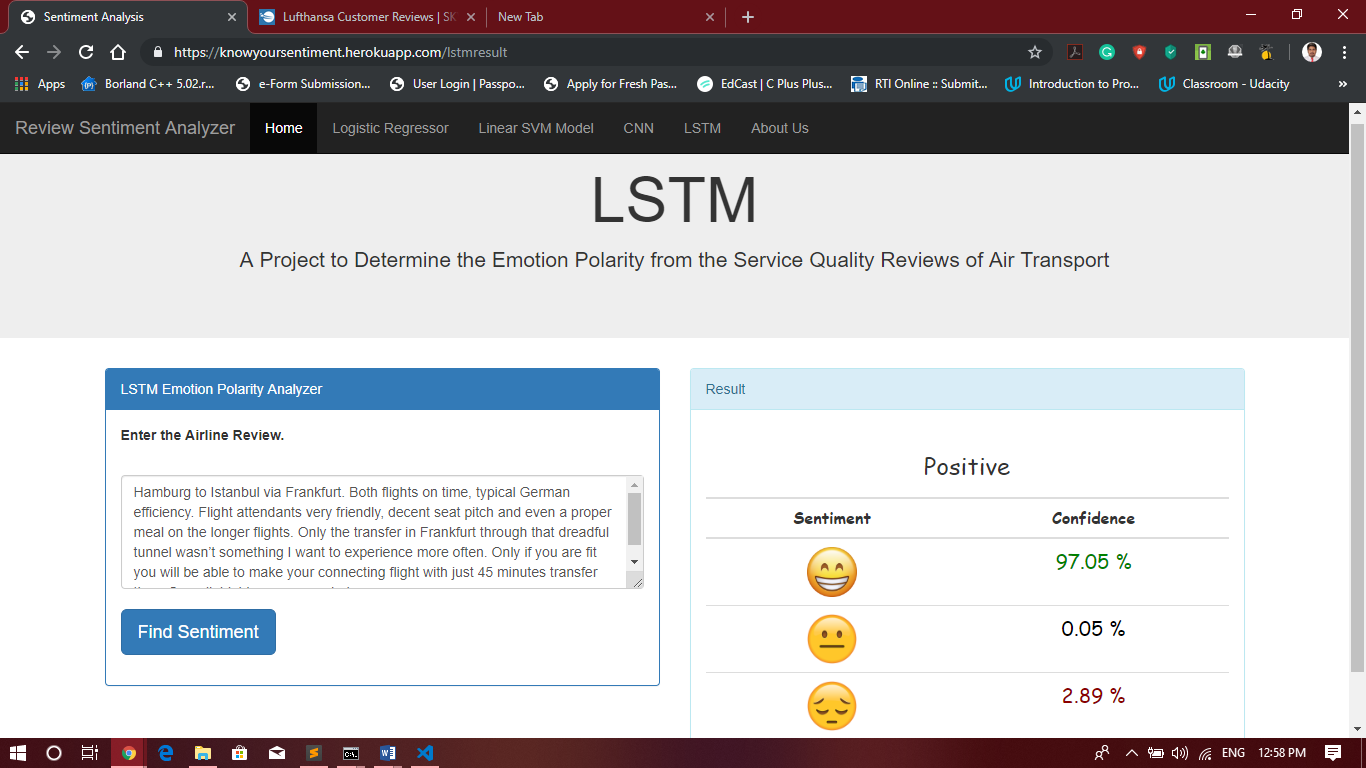 Sentiment Analysis
Lufthansa Customer Reviews | SK
New Tab
https://knowyoursentiment.herokuapp.com/lstmresult
Apps
Borland C++ 5.02.r...
e-Form Submission...
User Login | Passpo...
Apply for Fresh Pas...
EdCast | C Plus Plus...
RTI Online :: Submit...
Introduction to Pro...
Classroom - Udacity
»
Review Sentiment Analyzer
Home
Logistic Regressor
Linear SVM Model
CNN
LSTM
About Us
LSTM
A Project to Determine the Emotion Polarity from the Service Quality Reviews of Air Transport
LSTM Emotion Polarity Analyzer
Enter the Airline Review.
Hamburg to Istanbul via Frankfurt. Both flights on time, typical German
efficiency. Flight attendants very friendly, decent seat pitch and even a proper
meal on the longer flights. Only the transfer in Frankfurt through that dreadful
tunnel wasn't something I want to experience more often. Only if you are fit
you will be able to make your connecting flight with just 45 minutes transfer
Find Sentiment
Result
Positive
Sentiment Confidence
97.05 %
0.05 %
2.89 %
ENG
12:58 PM